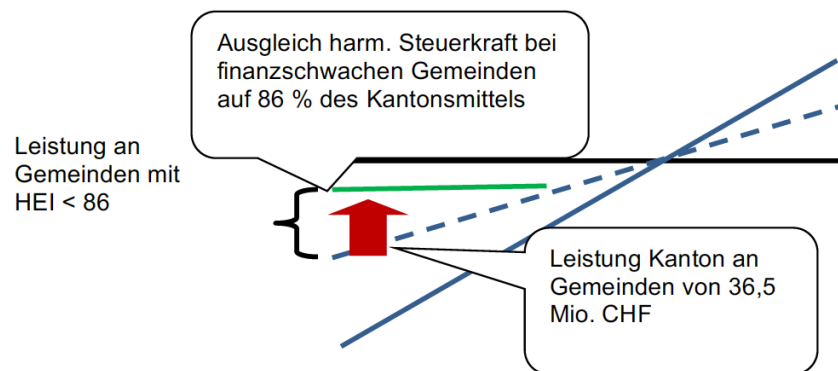 Ausgleich harm. Steuerkraft bei
finanzschwachen Gemeinden
auf 86 % des Kantonsmittels
Leistung an
Gemeinden mit
HEI < 86
Leistung Kanton an
Gemeinden von 36,5
Mio. CHF